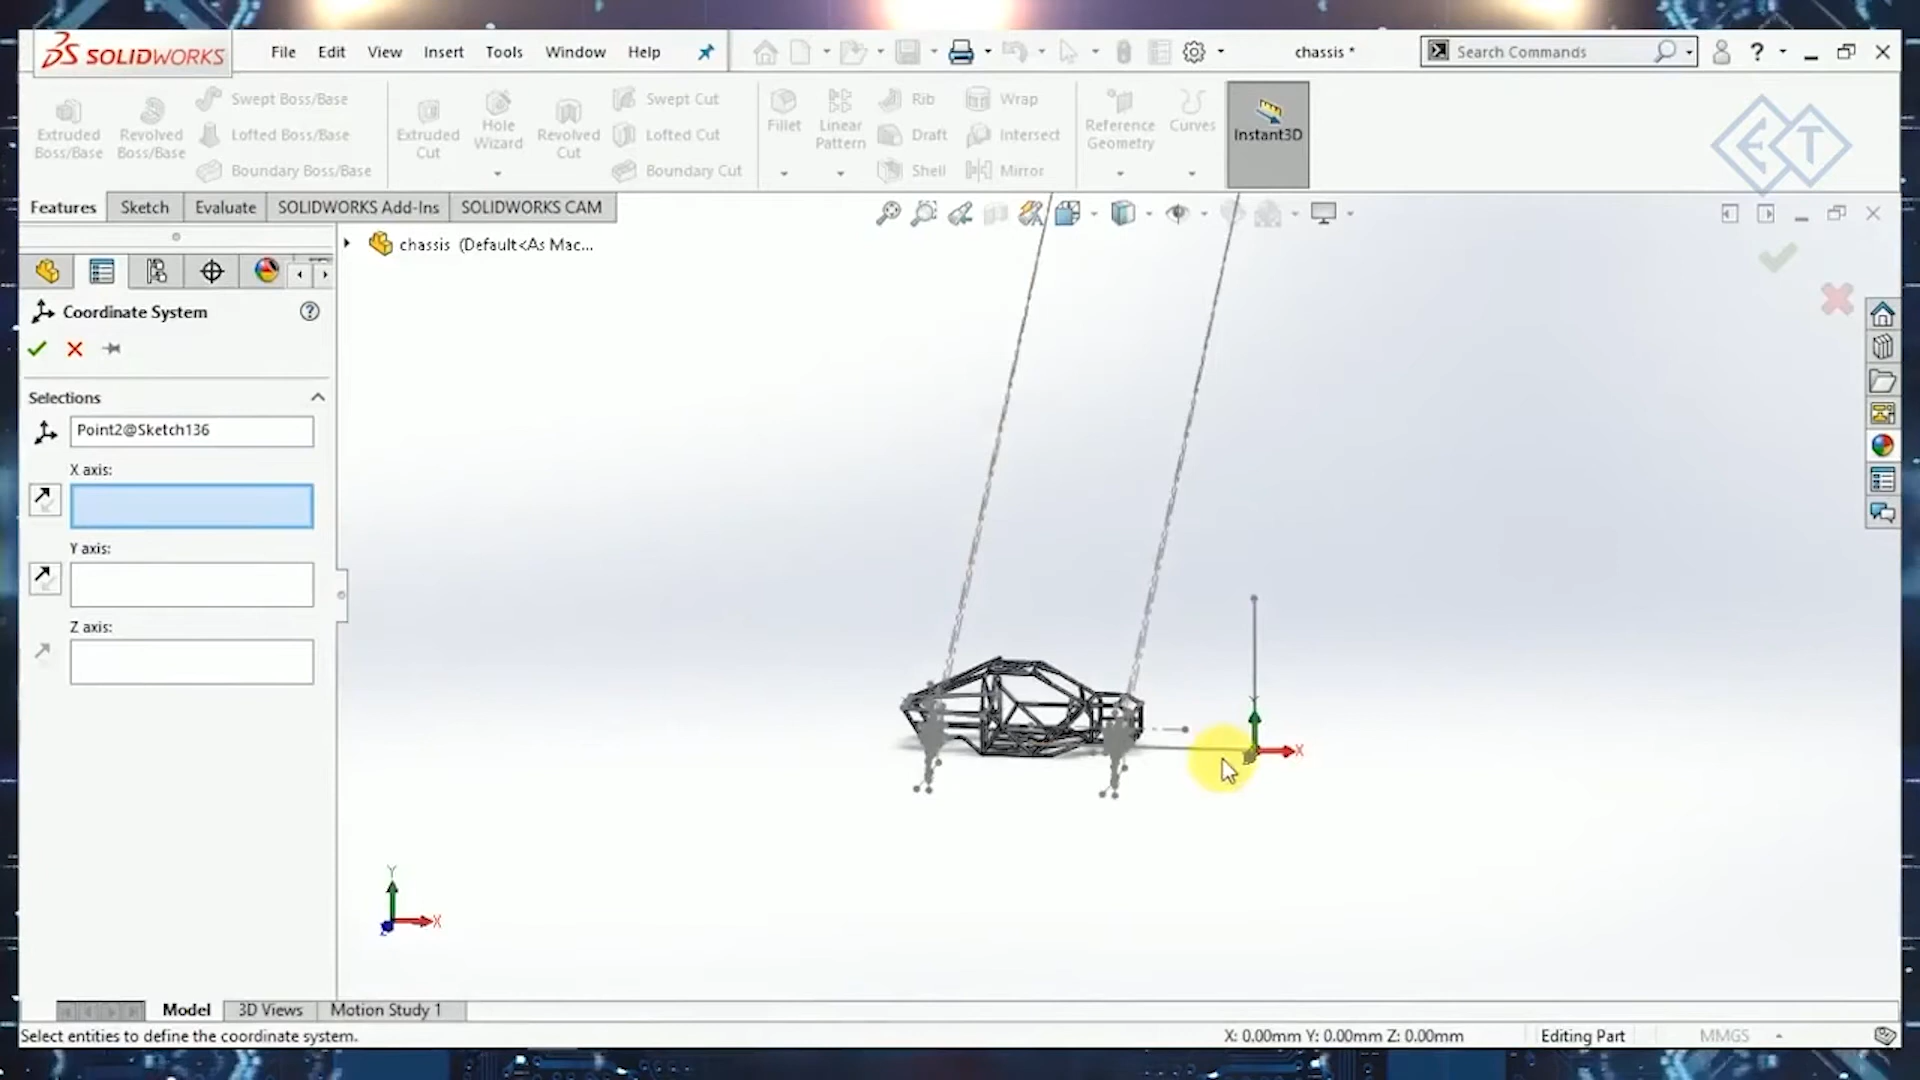 SOLIDWORKS File Edit View Insert Tools Window Help chassis * Search Commands ?
Swept Boss/Base Swept Cut Rib Wrap
Extruded Boss/Base Revolved Boss/Base Lofted Boss/Base Extruded Cut Hole Wizard Revolved Cut Lofted Cut Fillet Linear Pattern Draft Intersect Reference Geometry Curves Instant3D
Boundary Boss/Base Boundary Cut Shell Mirror
ET
Features Sketch Evaluate SOLIDWORKS Add-Ins SOLIDWORKS CAM
chassis (Default<As Mac...
Coordinate System ?
Selections
Point2@Sketch136
X axis:
Y axis:
Z axis:
Y
X
Y
X
Z
Model 3D Views Motion Study 1
Select entities to define the coordinate system. X: 0.00mm Y: 0.00mm Z: 0.00mm Editing Part MMGS